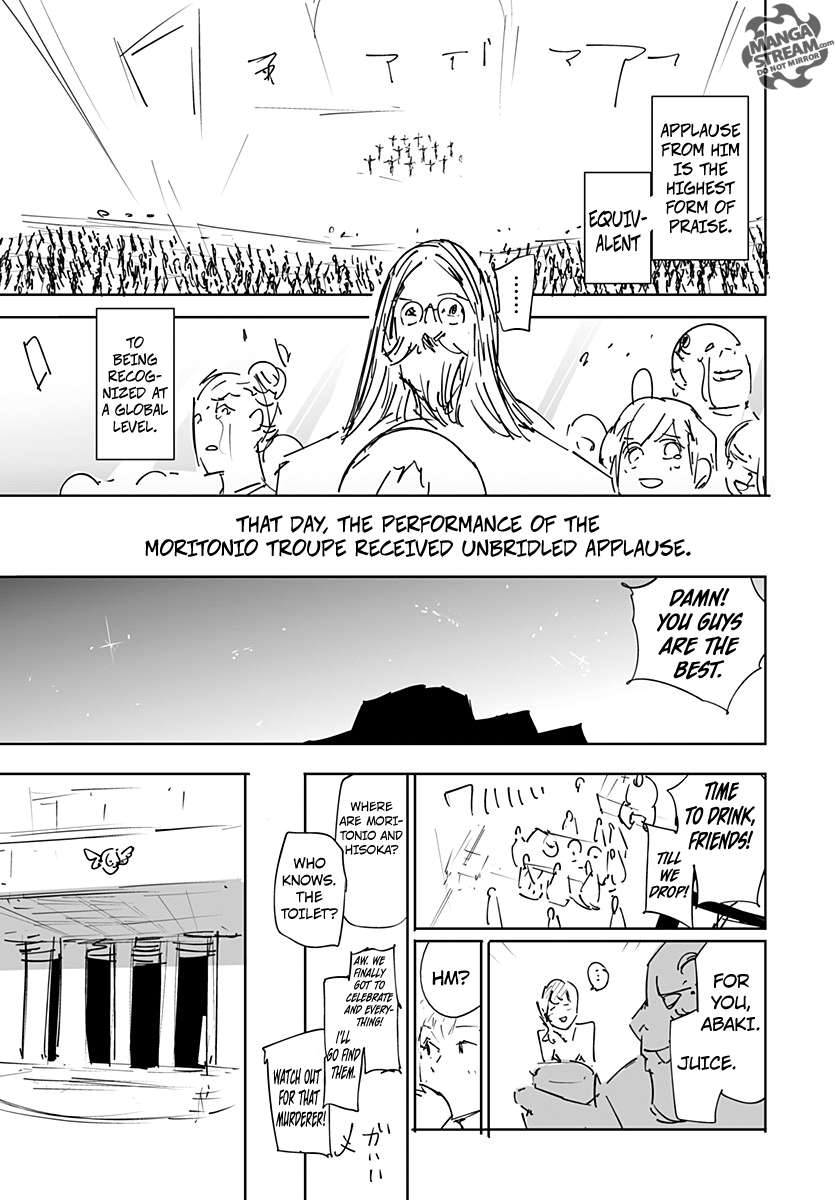 MANGA
STREAM.com
DO NOT MIRROR
APPLAUSE
FROM HIM
IS THE
HIGHEST
FORM OF
PRAISE.
EQUIV-
ALENT
TO
BEING
RECOG-
NIZED AT
A GLOBAL
LEVEL.
THAT DAY, THE PERFORMANCE OF THE
MORITONIO TROUPE RECEIVED UNBRIDLED APPLAUSE.
DAMN!
YOU GUYS
ARE THE
BEST.
TIME
TO DRINK,
FRIENDS!
TILL
WE
DROP!
FOR
YOU,
ABAKI.
JUICE.
HM?
WHERE
ARE MORI-
TONIO AND
HISOKA?
WHO
KNOWS.
THE
TOILET?
AW. WE
FINALLY
GOT TO
CELEBRATE
AND EVERY-
THING!
I'LL
GO FIND
THEM.
WATCH OUT
FOR THAT
MURDERER!